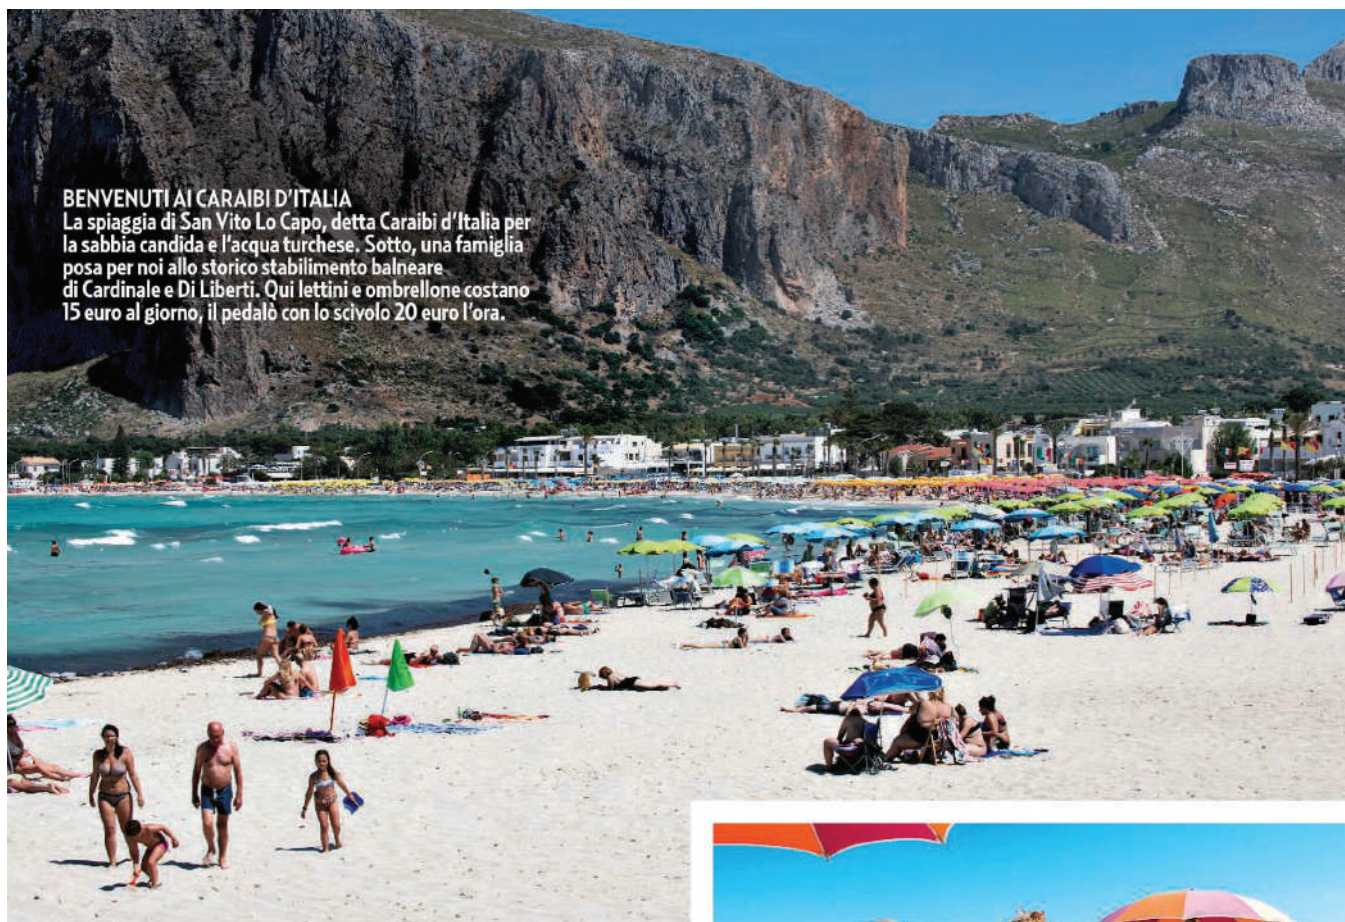 BENVENUTI AI CARAIBI D'ITALIA
La spiaggia di San Vito Lo Capo, detta Caraibi d'Italia per
la sabbia candida e l'acqua turchese. Sotto, una famiglia
posa per noi allo storico stabilimento balneare
di Cardinale e Di Liberti. Qui lettini e ombrellone costano
15 euro al giorno, il pedalò con lo scivolo 20 euro l'ora.